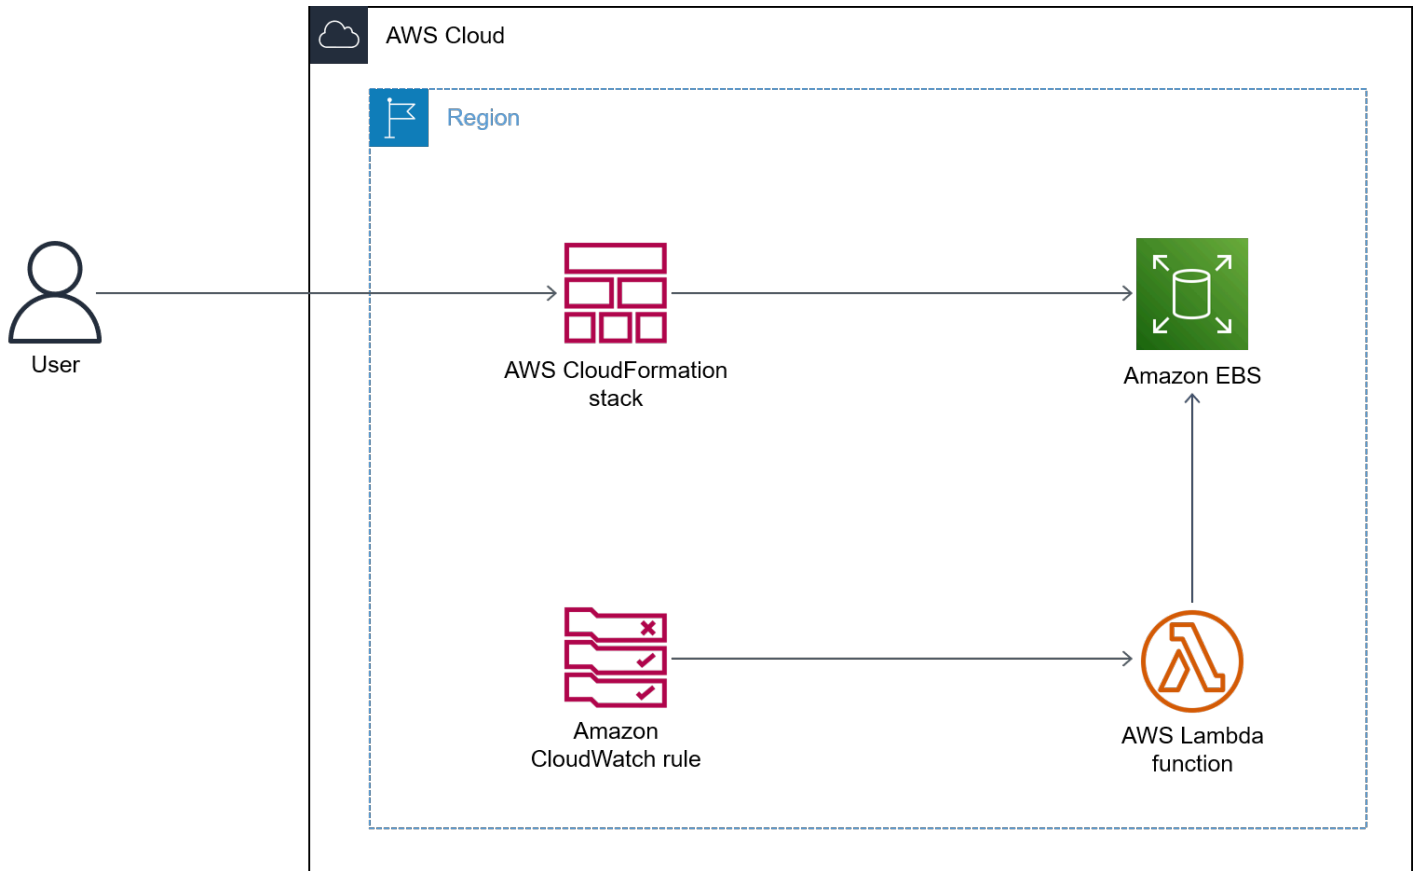 AWS Cloud
Region
User
AWS CloudFormation
stack
Amazon EBS
Amazon
CloudWatch rule
AWS Lambda
function